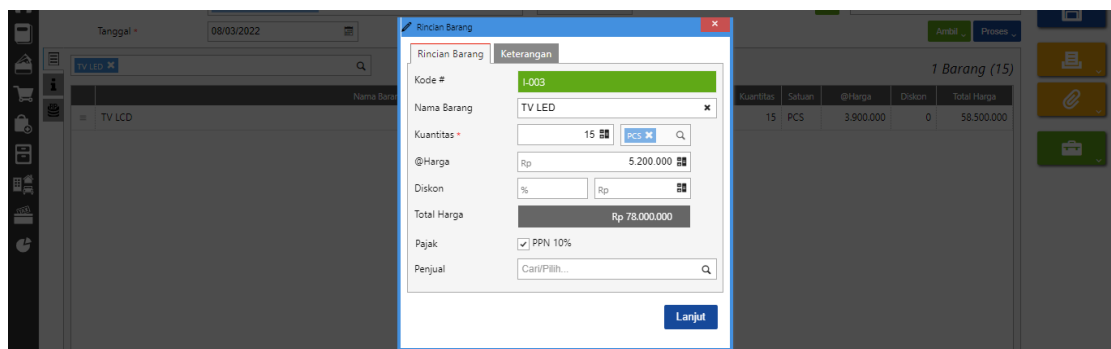 Tanggal *
08/03/2022
Ambil
Proses
TV LED
1 Barang (15)
Nama Baran
Kuantitas
Satuan
@Harga
Diskon
Total Harga
TV LCD
15
PCS
3.900.000
0
58.500.000
Rincian Barang
Rincian Barang
Keterangan
Kode #
I-003
Nama Barang
TV LED
Kuantitas *
15
PCS
@Harga
Rp
5.200.000
Diskon
%
Rp
Total Harga
Rp 78.000.000
Pajak
PPN 10%
Penjual
Cari/Pilih...
Lanjut